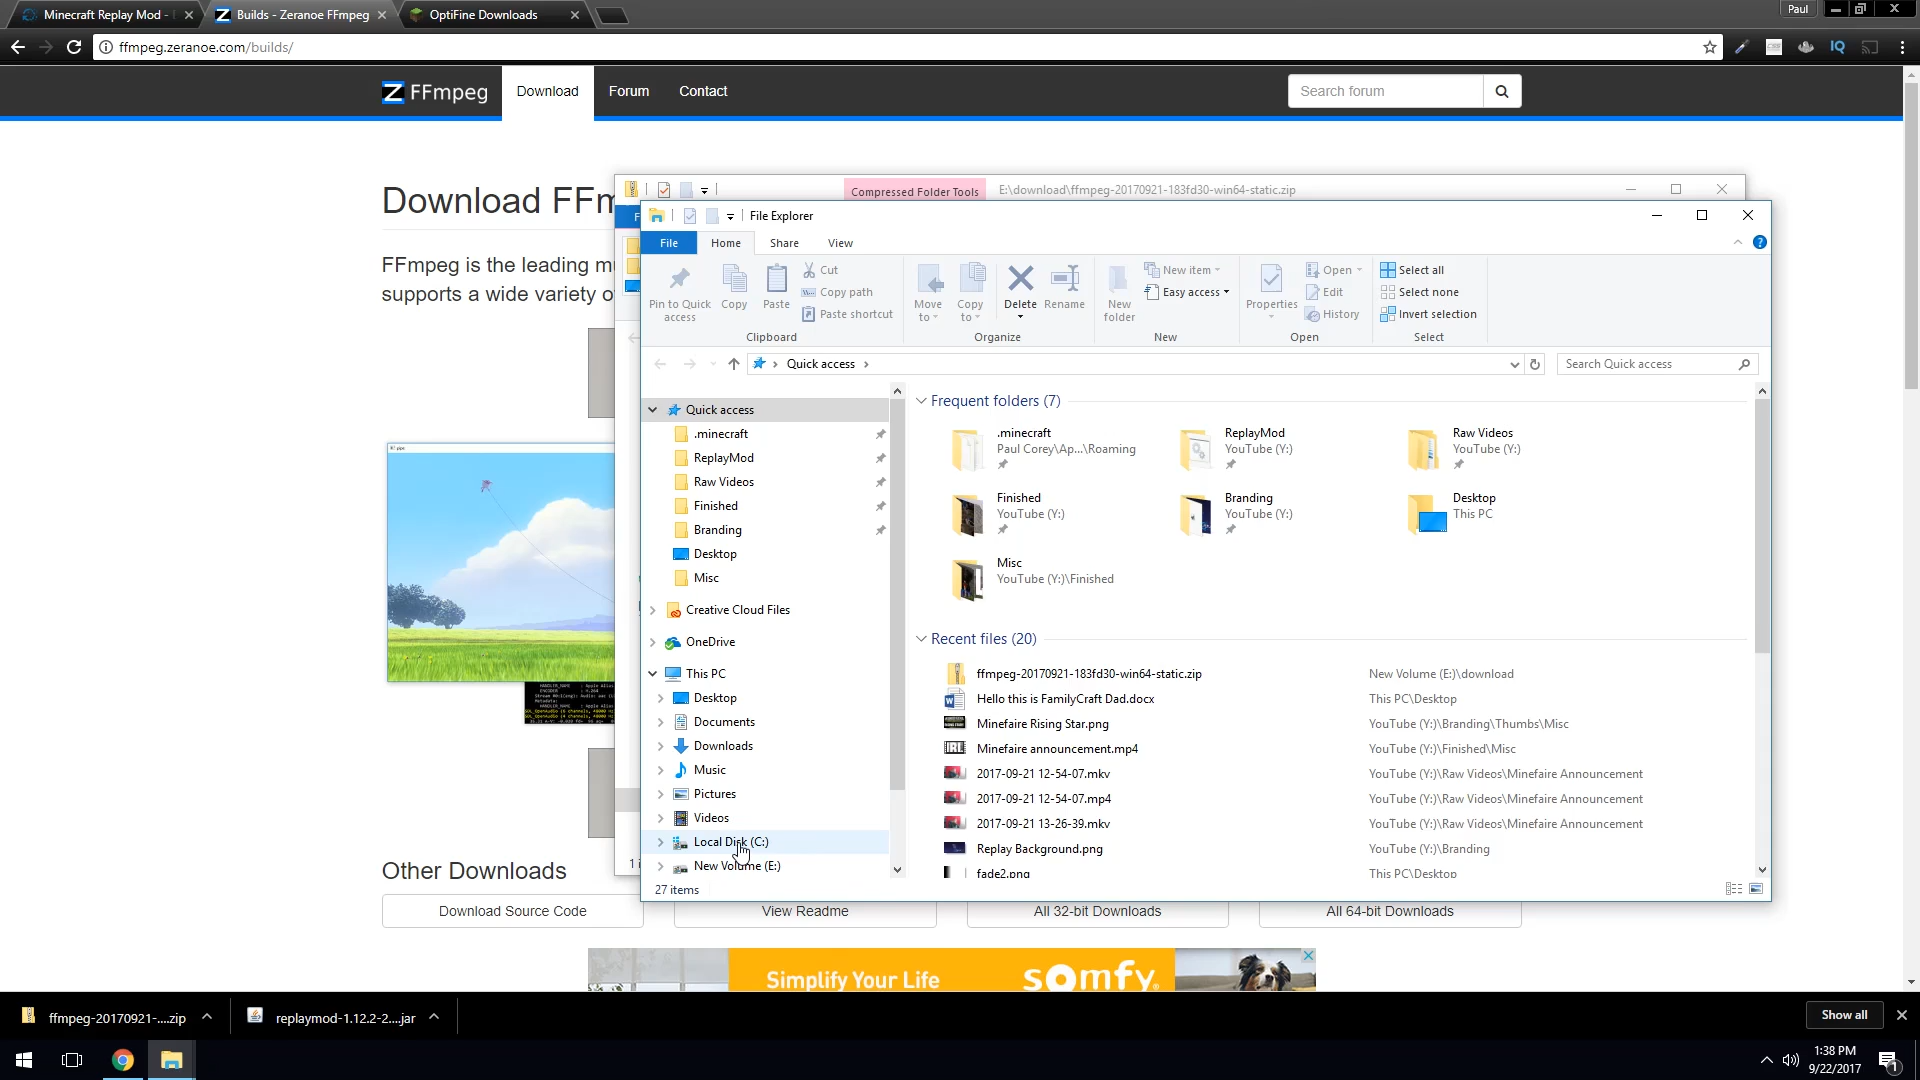 Minecraft Replay Mod -
Builds - Zeranoe FFmpeg
OptiFine Downloads
Paul
ffmpeg.zeranoe.com/builds/
IQ
Z FFmpeg
Download
Forum
Contact
Search forum
Download FFm
FFmpeg is the leading mu
supports a wide variety o
Compressed Folder Tools
E:\download\ffmpeg-20170921-183fd30-win64-static.zip
File Explorer
File
Home
Share
View
Pin to Quick access
Copy
Paste
Cut
Copy path
Paste shortcut
Clipboard
Move to
Copy to
Delete
Rename
Organize
New folder
New item
Easy access
New
Properties
Open
Edit
History
Open
Select all
Select none
Invert selection
Select
Quick access
Search Quick access
Quick access
.minecraft
ReplayMod
Raw Videos
Finished
Branding
Desktop
Misc
Creative Cloud Files
OneDrive
This PC
Desktop
Documents
Downloads
Music
Pictures
Videos
Local Disk (C:)
New Volume (E:)
27 items
Frequent folders (7)
.minecraft
Paul Corey\Ap...\Roaming
ReplayMod
YouTube (Y:)
Raw Videos
YouTube (Y:)
Finished
YouTube (Y:)
Branding
YouTube (Y:)
Desktop
This PC
Misc
YouTube (Y:)\Finished
Recent files (20)
ffmpeg-20170921-183fd30-win64-static.zip New Volume (E:)\download
Hello this is FamilyCraft Dad.docx This PC\Desktop
Minefaire Rising Star.png YouTube (Y:)\Branding\Thumbs\Misc
Minefaire announcement.mp4 YouTube (Y:)\Finished\Misc
2017-09-21 12-54-07.mkv YouTube (Y:)\Raw Videos\Minefaire Announcement
2017-09-21 12-54-07.mp4 YouTube (Y:)\Raw Videos\Minefaire Announcement
2017-09-21 13-26-39.mkv YouTube (Y:)\Raw Videos\Minefaire Announcement
Replay Background.png YouTube (Y:)\Branding
fade2.png This PC\Desktop
Other Downloads
Download Source Code
View Readme
All 32-bit Downloads
All 64-bit Downloads
Simplify Your Life
somfy.
ffmpeg-20170921-....zip
replaymod-1.12.2-2....jar
Show all
1:38 PM
9/22/2017
1